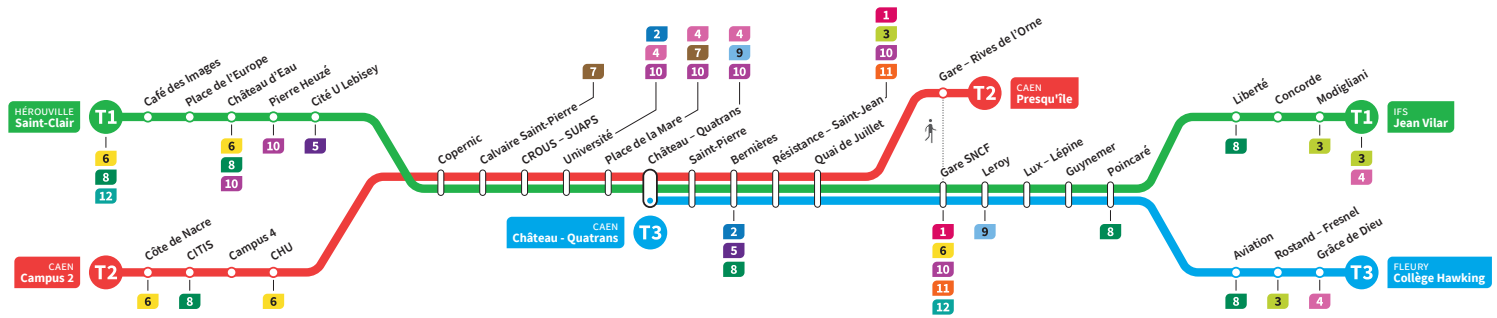 HÉROUVILLE
Saint-Clair
T1
6
8
12
Café des Images
Place de l'Europe
Château d'Eau
6
8
10
Pierre Heuzé
10
Cité U Lebisey
5
CAEN
Campus 2
T2
Côte de Nacre
6
CITIS
8
Campus 4
CHU
6
Copernic
Calvaire Saint-Pierre
7
CROUS – SUAPS
Université
2
4
10
Place de la Mare
4
7
10
Château – Quatrans
4
9
10
CAEN
Château - Quatrans
T3
Saint-Pierre
Bernières
2
5
8
Résistance – Saint-Jean
1
3
10
11
Quai de Juillet
Gare – Rives de l'Orne
T2
CAEN
Presqu'île
Gare SNCF
1
6
10
11
12
Leroy
9
Lux – Lépine
Guynemer
Poincaré
8
Liberté
8
Concorde
Modigliani
3
T1
3
4
IFS
Jean Vilar
Aviation
8
Rostand – Fresnel
3
Grâce de Dieu
4
T3
FLEURY
Collège Hawking